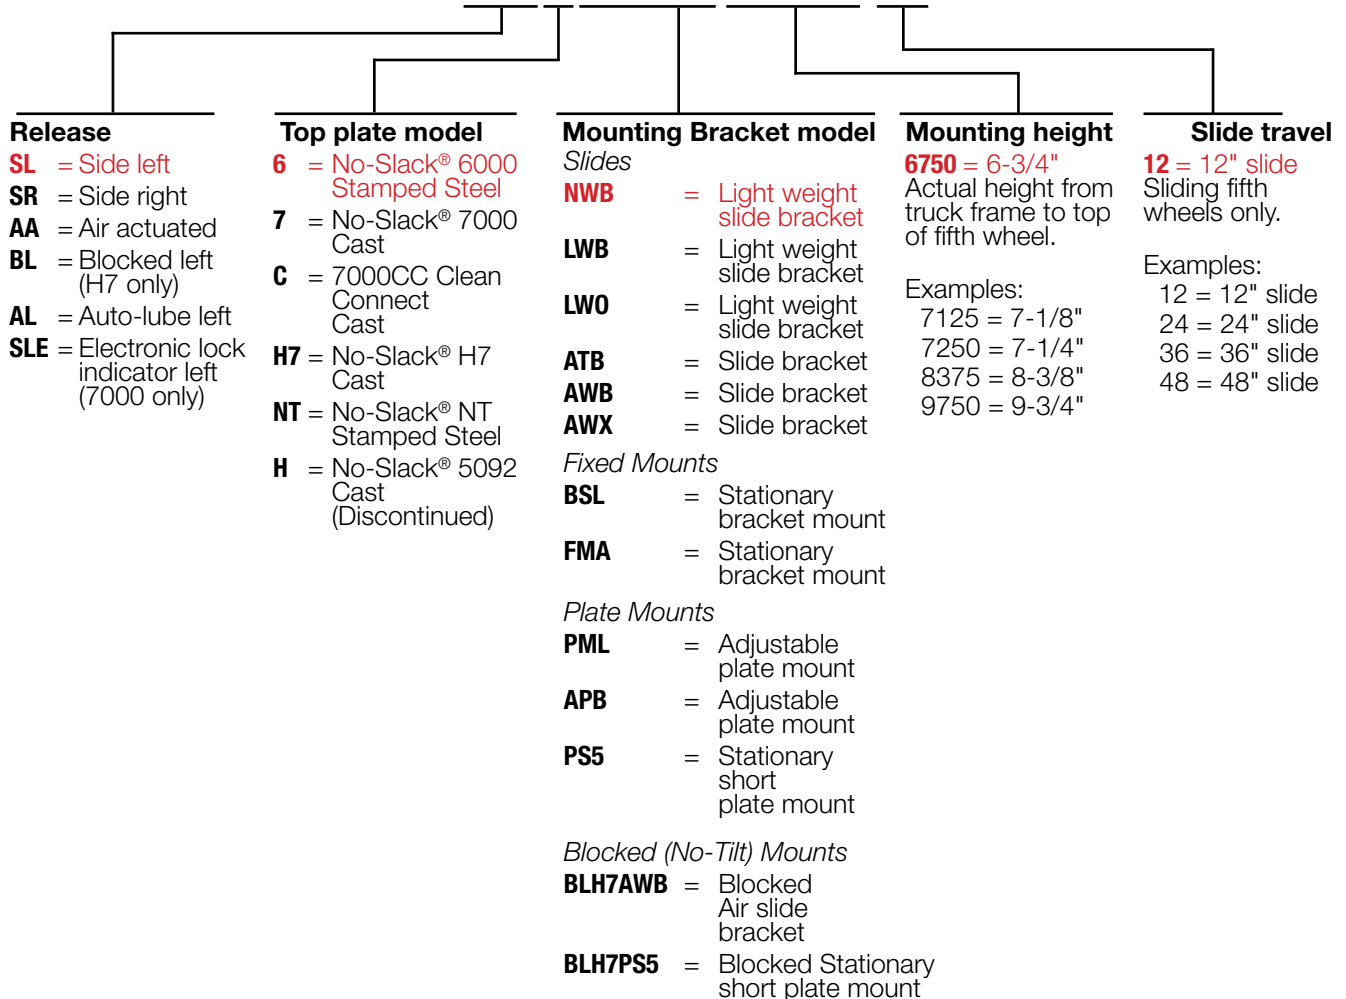 Release
SL = Side left
SR = Side right
AA = Air actuated
BL = Blocked left
(H7 only)
AL = Auto-lube left
SLE = Electronic lock
indicator left
(7000 only)
Top plate model
6 = No-Slack® 6000
Stamped Steel
7 = No-Slack® 7000
Cast
C = 7000CC Clean
Connect
Cast
H7 = No-Slack® H7
Cast
NT = No-Slack® NT
Stamped Steel
H = No-Slack® 5092
Cast
(Discontinued)
Mounting Bracket model
Slides
NWB = Light weight
slide bracket
LWB = Light weight
slide bracket
LWO = Light weight
slide bracket
ATB = Slide bracket
AWB = Slide bracket
AWX = Slide bracket
Fixed Mounts
BSL = Stationary
bracket mount
FMA = Stationary
bracket mount
Plate Mounts
PML = Adjustable
plate mount
APB = Adjustable
plate mount
PS5 = Stationary
short
plate mount
Blocked (No-Tilt) Mounts
BLH7AWB = Blocked
Air slide
bracket
BLH7PS5 = Blocked Stationary
short plate mount
Mounting height
6750 = 6-3/4"
Actual height from
truck frame to top
of fifth wheel.
Examples:
7125 = 7-1/8"
7250 = 7-1/4"
8375 = 8-3/8"
9750 = 9-3/4"
Slide travel
12 = 12" slide
Sliding fifth
wheels only.
Examples:
12 = 12" slide
24 = 24" slide
36 = 36" slide
48 = 48" slide